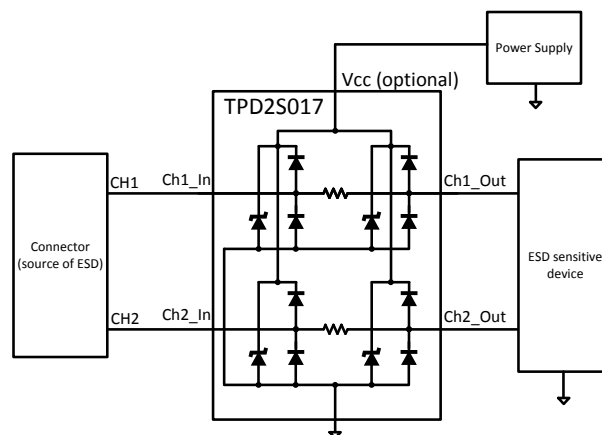 Power Supply
Vcc (optional)
TPD2S017
CH1
Ch1_In
Ch1_Out
Connector
(source of ESD)
ESD sensitive
device
CH2
Ch2_In
Ch2_Out